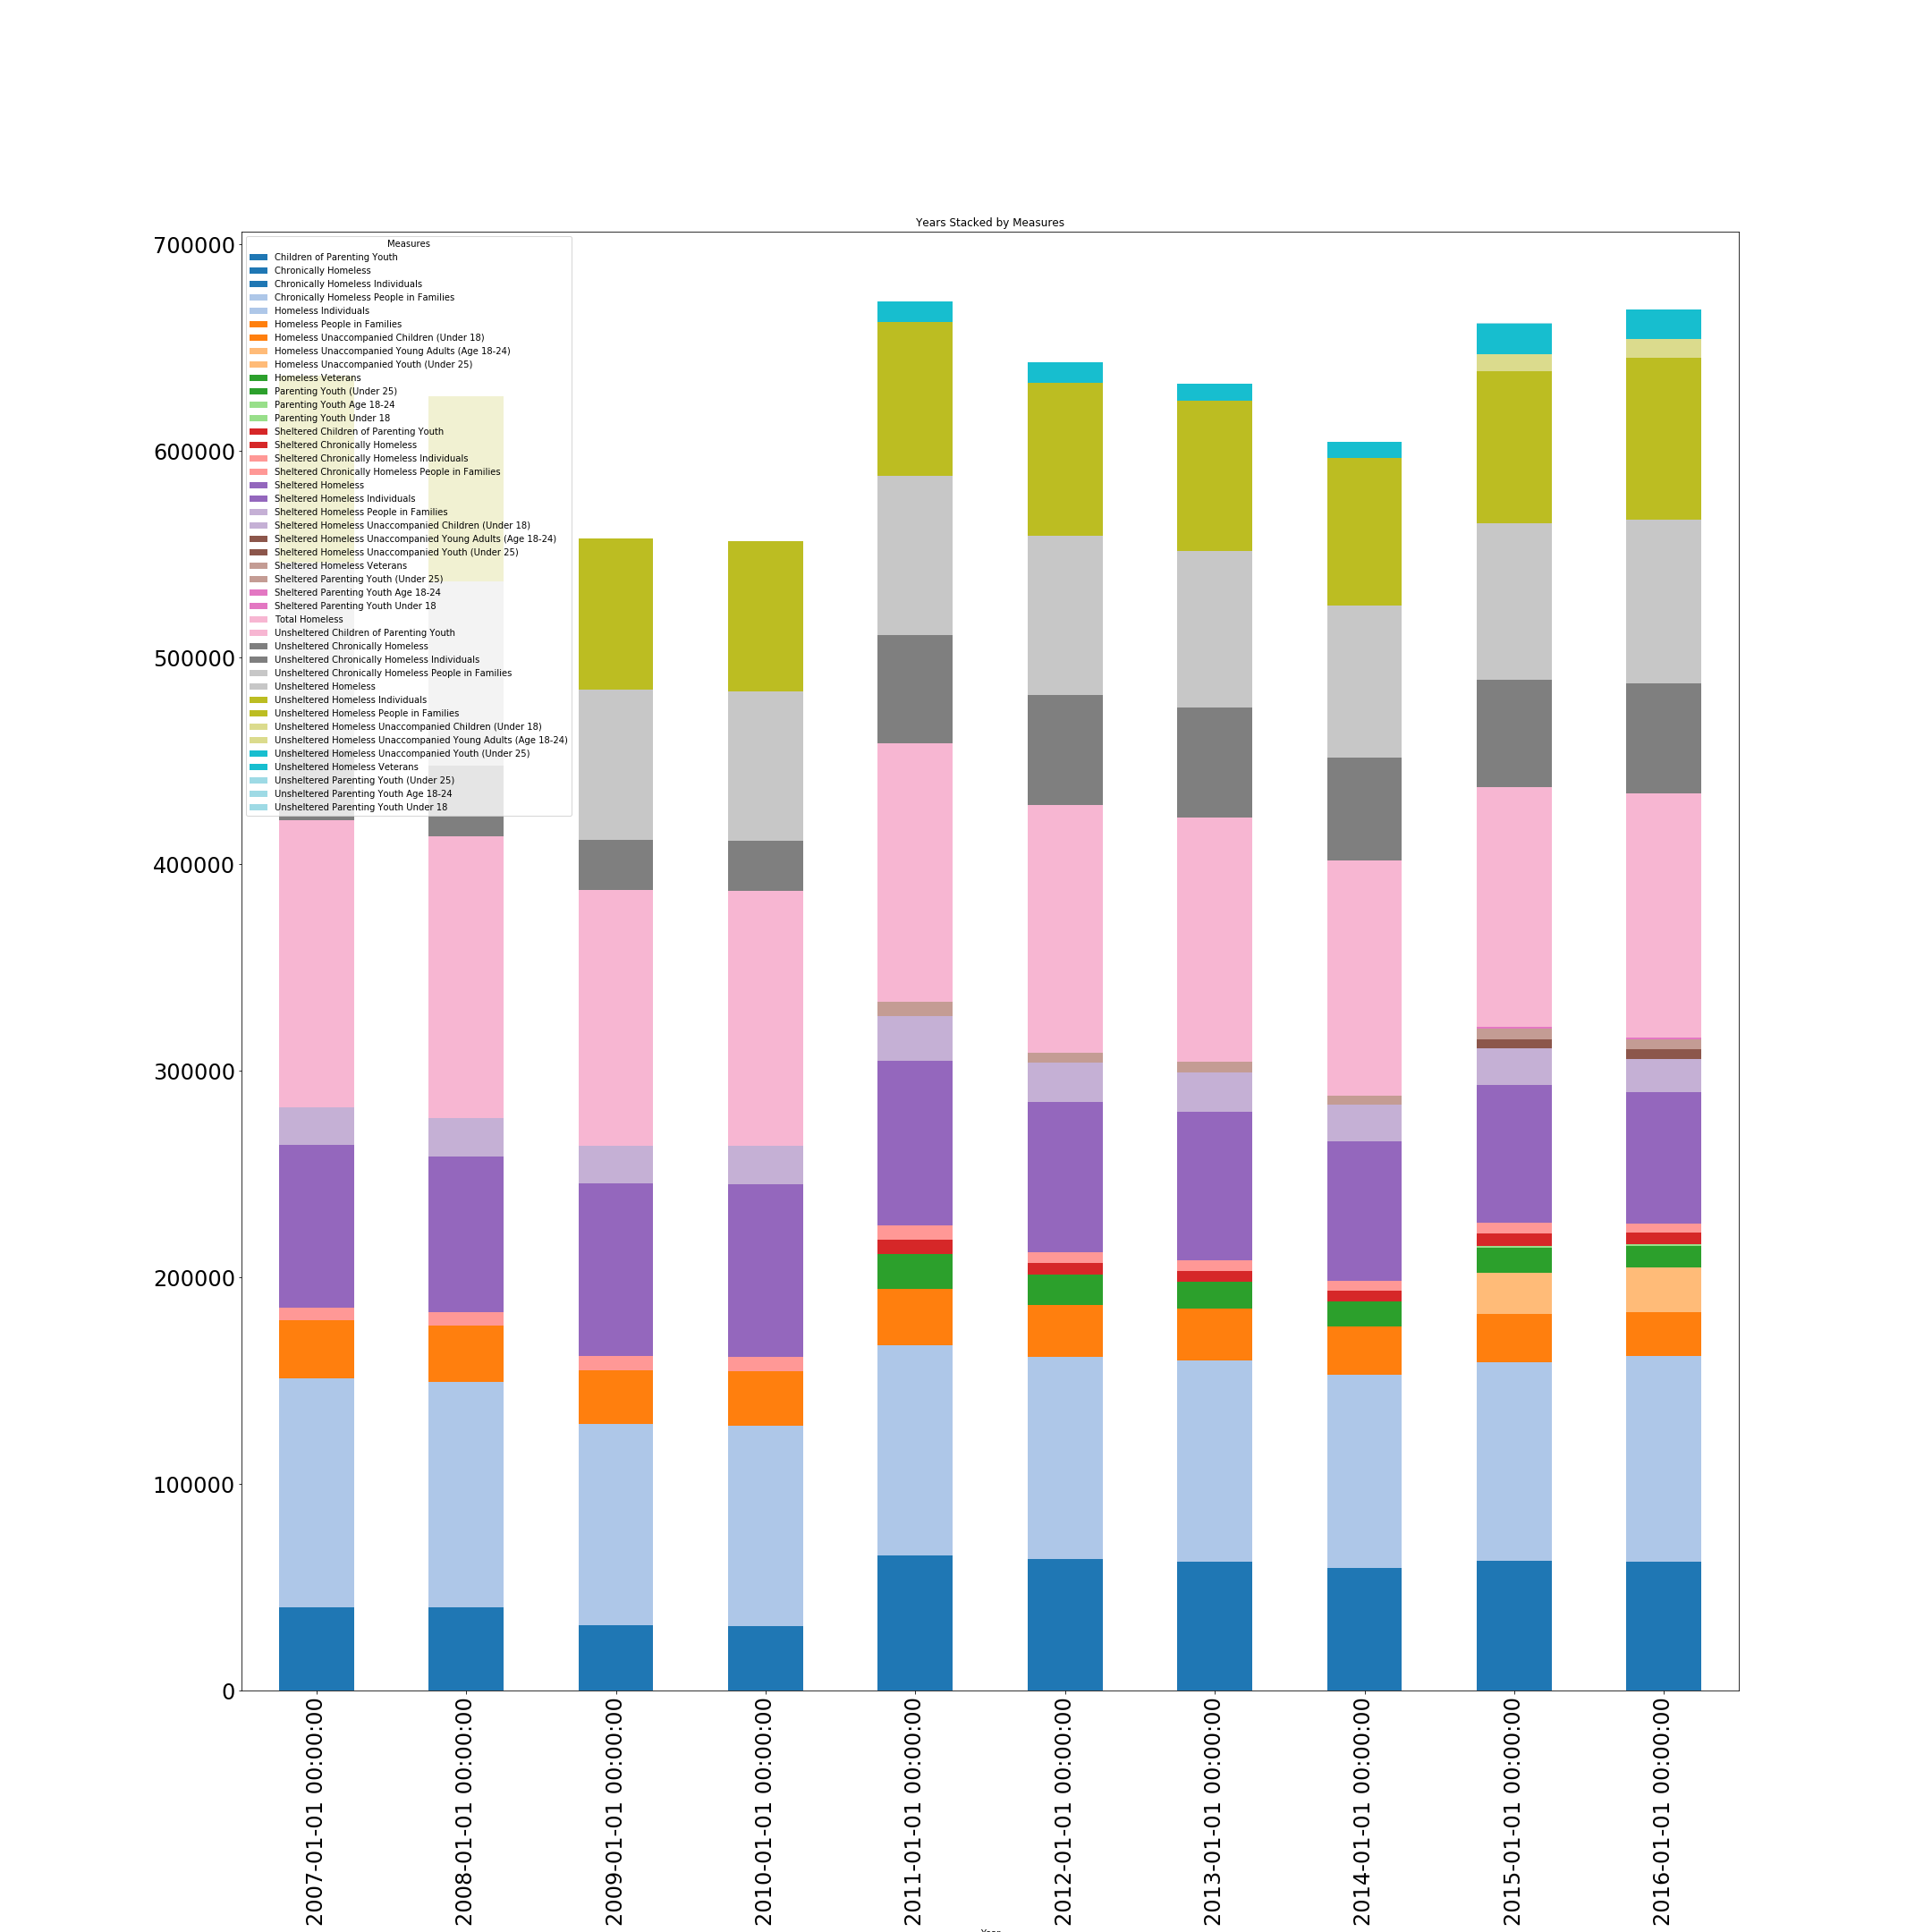 Years Stacked by Measures
700000
600000
500000
400000
300000
200000
100000
0
Measures
Children of Parenting Youth
Chronically Homeless
Chronically Homeless Individuals
Chronically Homeless People in Families
Homeless Individuals
Homeless People in Families
Homeless Unaccompanied Children (Under 18)
Homeless Unaccompanied Young Adults (Age 18-24)
Homeless Unaccompanied Youth (Under 25)
Homeless Veterans
Parenting Youth (Under 25)
Parenting Youth Age 18-24
Parenting Youth Under 18
Sheltered Children of Parenting Youth
Sheltered Chronically Homeless
Sheltered Chronically Homeless Individuals
Sheltered Chronically Homeless People in Families
Sheltered Homeless
Sheltered Homeless Individuals
Sheltered Homeless People in Families
Sheltered Homeless Unaccompanied Children (Under 18)
Sheltered Homeless Unaccompanied Young Adults (Age 18-24)
Sheltered Homeless Unaccompanied Youth (Under 25)
Sheltered Homeless Veterans
Sheltered Parenting Youth (Under 25)
Sheltered Parenting Youth Age 18-24
Sheltered Parenting Youth Under 18
Total Homeless
Unsheltered Children of Parenting Youth
Unsheltered Chronically Homeless
Unsheltered Chronically Homeless Individuals
Unsheltered Chronically Homeless People in Families
Unsheltered Homeless
Unsheltered Homeless Individuals
Unsheltered Homeless People in Families
Unsheltered Homeless Unaccompanied Children (Under 18)
Unsheltered Homeless Unaccompanied Young Adults (Age 18-24)
Unsheltered Homeless Unaccompanied Youth (Under 25)
Unsheltered Homeless Veterans
Unsheltered Parenting Youth (Under 25)
Unsheltered Parenting Youth Age 18-24
Unsheltered Parenting Youth Under 18
2007-01-01 00:00:00
2008-01-01 00:00:00
2009-01-01 00:00:00
2010-01-01 00:00:00
2011-01-01 00:00:00
2012-01-01 00:00:00
2013-01-01 00:00:00
2014-01-01 00:00:00
2015-01-01 00:00:00
2016-01-01 00:00:00